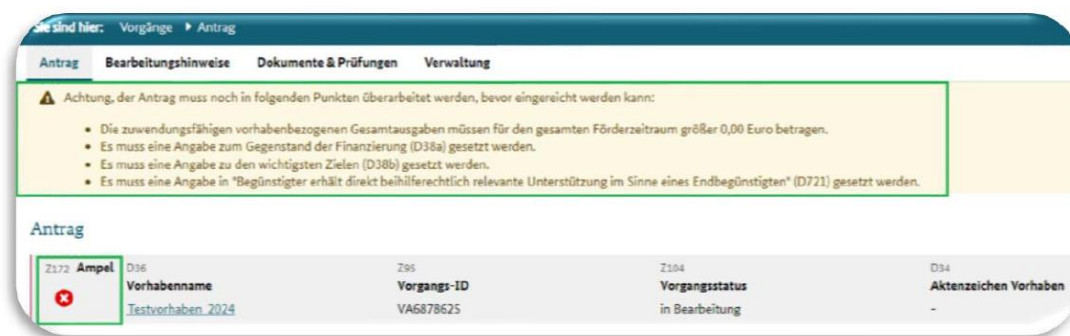 Sie sind hier: Vorgänge ▸ Antrag
Antrag Bearbeitungshinweise Dokumente & Prüfungen Verwaltung
Achtung, der Antrag muss noch in folgenden Punkten überarbeitet werden, bevor eingereicht werden kann:
• Die zuwendungsfähigen vorhabenbezogenen Gesamtausgaben müssen für den gesamten Förderzeitraum größer 0,00 Euro betragen.
• Es muss eine Angabe zum Gegenstand der Finanzierung (D38a) gesetzt werden.
• Es muss eine Angabe zu den wichtigsten Zielen (D38b) gesetzt werden.
• Es muss eine Angabe in "Begünstigter erhält direkt beihilferechtlich relevante Unterstützung im Sinne eines Endbegünstigten" (D721) gesetzt werden.
Antrag
Z172 Ampel D36 Z95 Z104 D34
Vorhabenname Vorgangs-ID Vorgangsstatus Aktenzeichen Vorhaben
Testvorhaben_2024 VA6878625 in Bearbeitung -